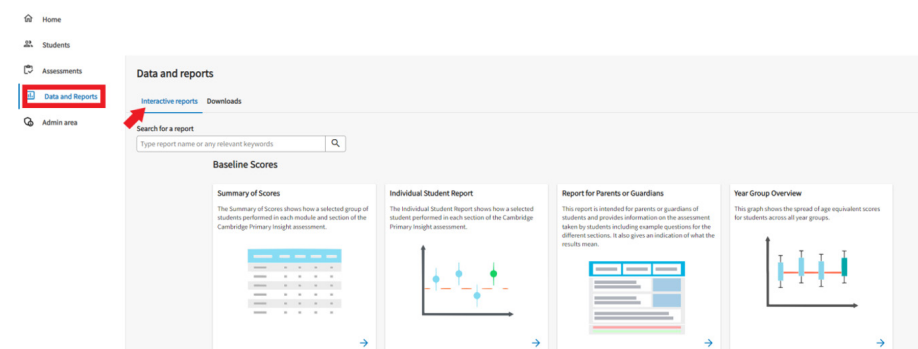 Home
Students
Assessments
Data and Reports
Admin area
Data and reports
Interactive reports Downloads
Search for a report
Type report name or any relevant keywords
Baseline Scores
Summary of Scores
The Summary of Scores shows how a selected group of
students performed in each module and section of the
Cambridge Primary Insight assessment.
Individual Student Report
The Individual Student Report shows how a selected
student performed in each section of the Cambridge
Primary Insight assessment.
Report for Parents or Guardians
This report is intended for parents or guardians of
students and provides information on the assessment
taken by students including example questions for the
different sections. It also gives an indication of what the
results mean.
Year Group Overview
This graph shows the spread of age equivalent scores
for students across all year groups.